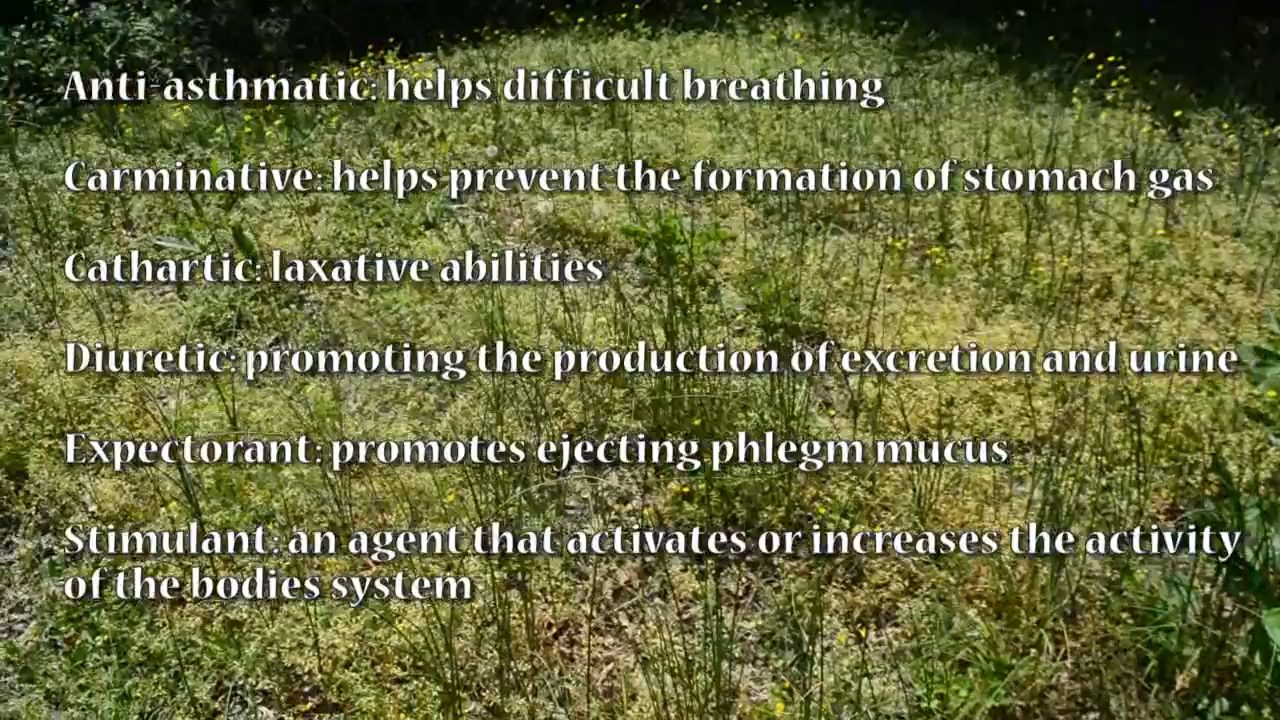 Anti-asthmatic: helps difficult breathing
Carminative: helps prevent the formation of stomach gas
Cathartic: laxative abilities
Diuretic: promoting the production of excretion and urine
Expectorant: promotes ejecting phlegm mucus
Stimulant: an agent that activates or increases the activity
of the bodies system